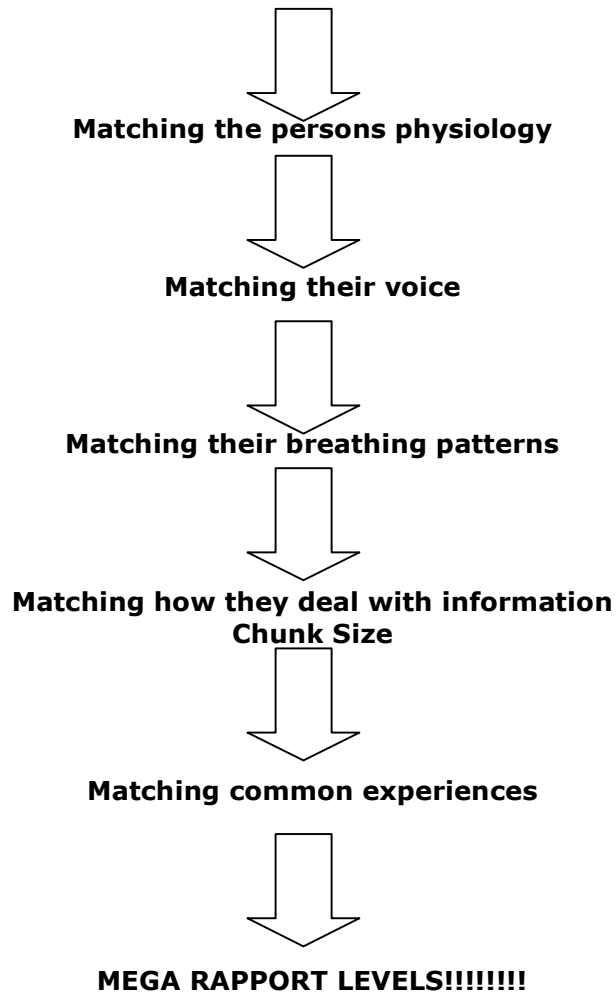 Matching the persons physiology
Matching their voice
Matching their breathing patterns
Matching how they deal with information
Chunk Size
Matching common experiences
MEGA RAPPORT LEVELS!!!!!!!!